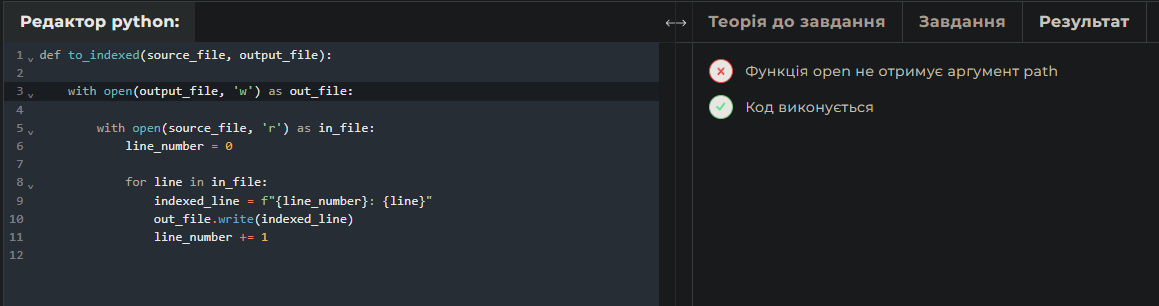 Редактор python:
1 def to_indexed(source_file, output_file):
2
3     with open(output_file, 'w') as out_file:
4
5         with open(source_file, 'r') as in_file:
6             line_number = 0
7
8             for line in in_file:
9                 indexed_line = f"{line_number}: {line}"
10                 out_file.write(indexed_line)
11                 line_number += 1
12
Теорія до завдання Завдання Результат
Функція open не отримує аргумент path
Код виконується